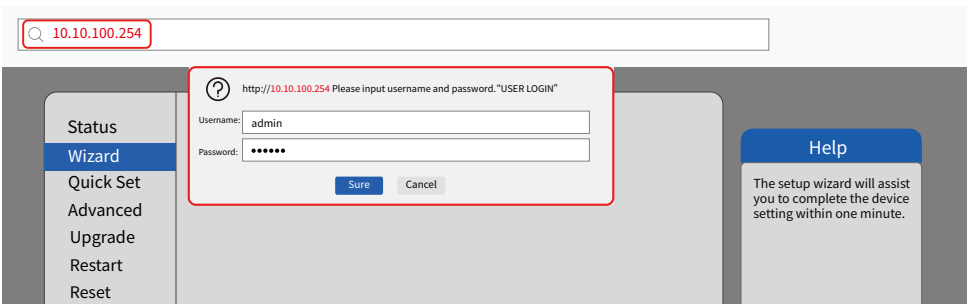 10.10.100.254
http://10.10.100.254 Please input username and password."USER LOGIN"
Username: admin
Password: ••••••
Sure Cancel
Status
Wizard
Quick Set
Advanced
Upgrade
Restart
Reset
Help
The setup wizard will assist
you to complete the device
setting within one minute.